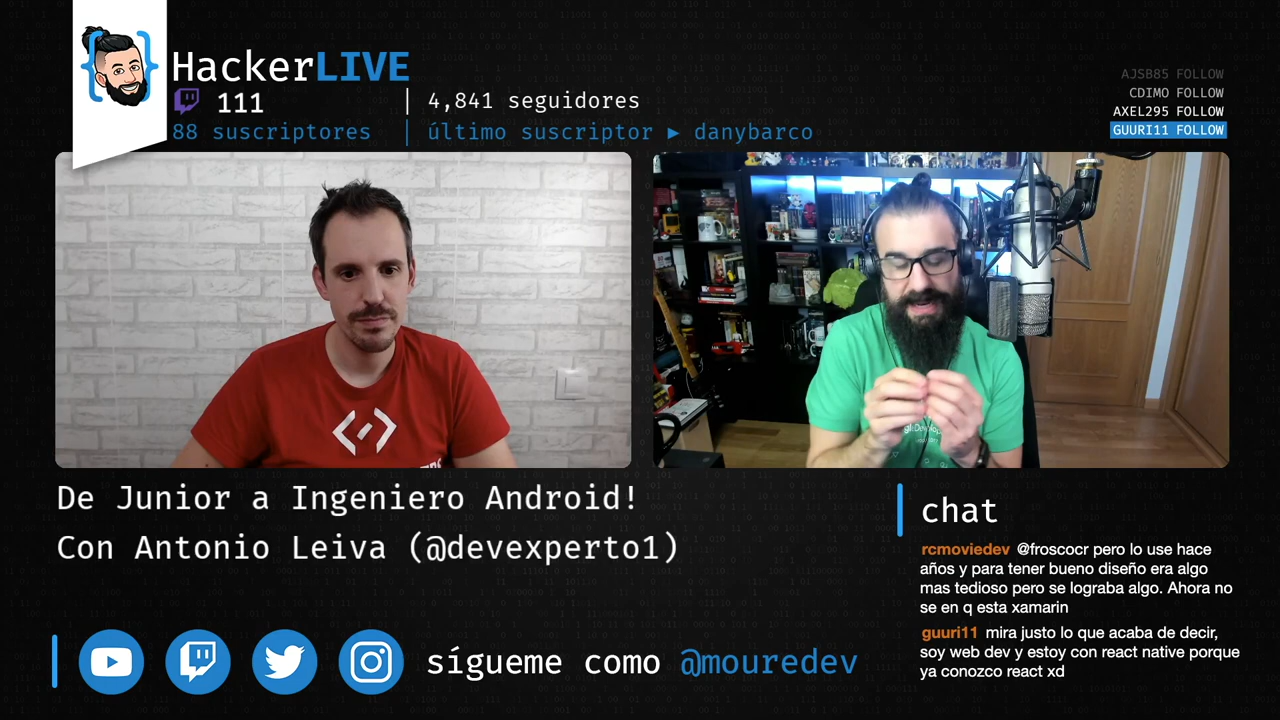 HackerLIVE
111 | 4,841 seguidores
88 suscriptores | último suscriptor ▶ danybarco
AJSB85 FOLLOW
CDIMO FOLLOW
AXEL295 FOLLOW
GUURI11 FOLLOW
De Junior a Ingeniero Android!
Con Antonio Leiva (@devexperto1)
chat
rcmoviedev @froscocr pero lo use hace
años y para tener bueno diseño era algo
mas tedioso pero se lograba algo. Ahora no
se en q esta xamarin
guuri11 mira justo lo que acaba de decir,
soy web dev y estoy con react native porque
ya conozco react xd
sígueme como @mouredev